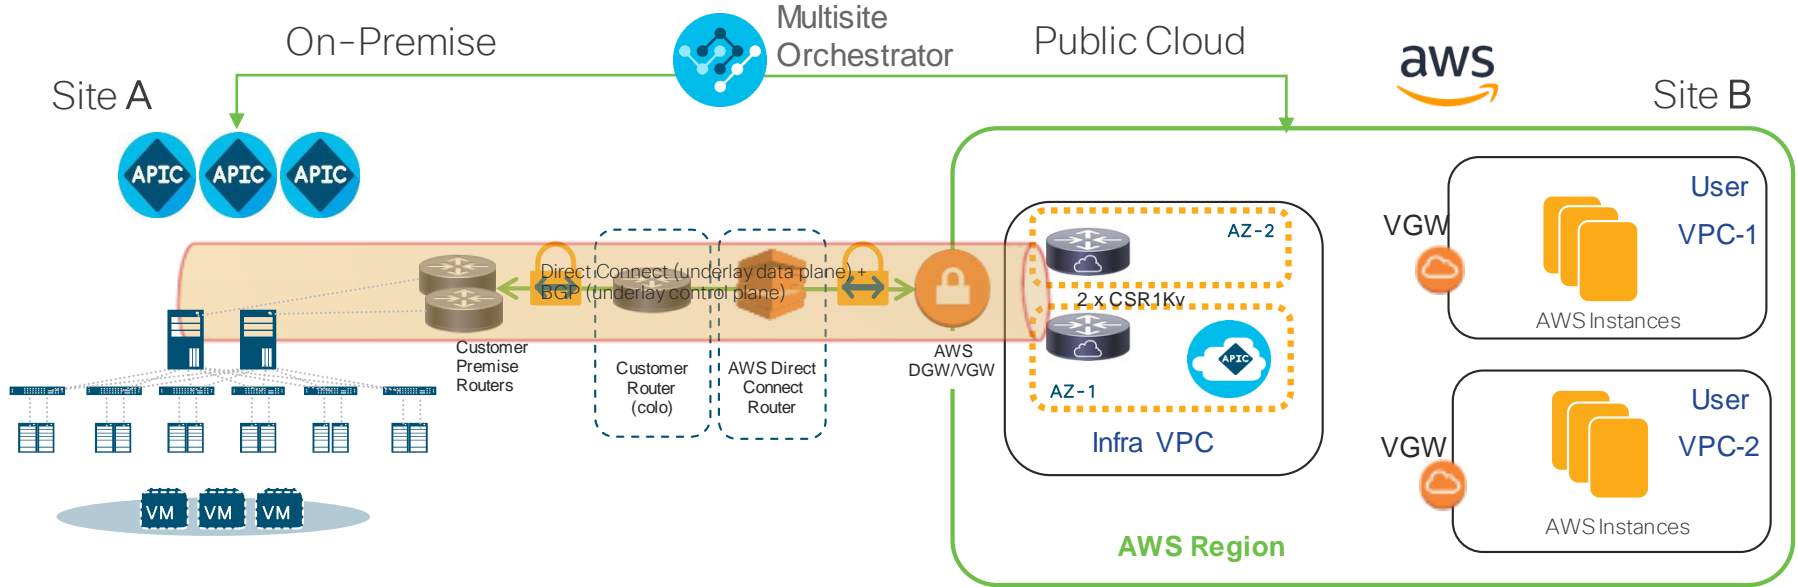 On-Premise
Multisite
Orchestrator
Public Cloud
aws
Site A
Site B
APIC
APIC
APIC
User
VPC-1
VGW
AWS Instances
AZ-2
2 x CSR1Kv
APIC
AZ-1
Infra VPC
Direct Connect (underlay data plane) +
BGP (underlay control plane)
Customer
Premise
Routers
Customer
Router
(colo)
AWS Direct
Connect
Router
AWS
DGW/VGW
User
VPC-2
VGW
AWS Instances
VM
VM
VM
AWS Region